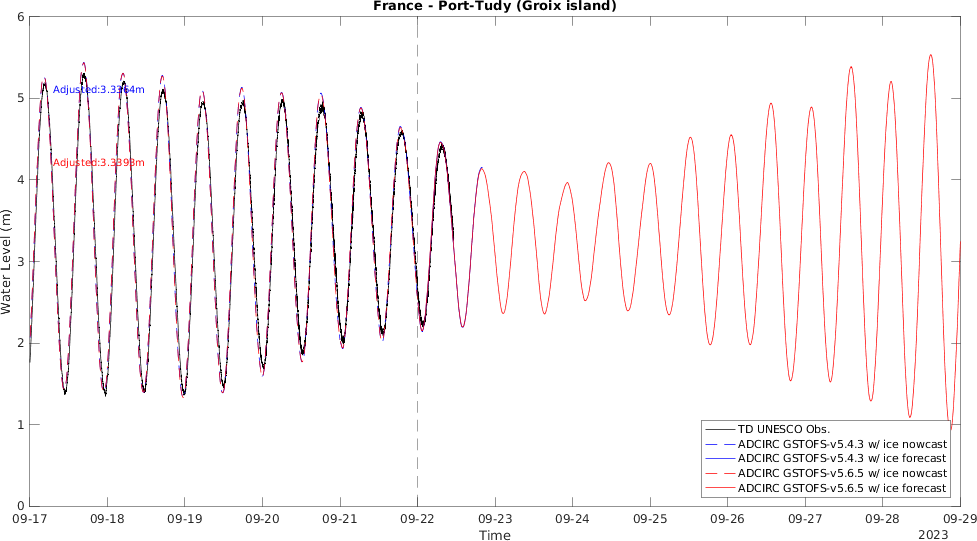 France - Port-Tudy (Groix island)
6
5
4
3
2
1
0
Water Level (m)
Adjusted:3.3364m
Adjusted:3.3393m
TD UNESCO Obs.
ADCIRC GSTOFS-v5.4.3 w/ ice nowcast
ADCIRC GSTOFS-v5.4.3 w/ ice forecast
ADCIRC GSTOFS-v5.6.5 w/ ice nowcast
ADCIRC GSTOFS-v5.6.5 w/ ice forecast
09-17 09-18 09-19 09-20 09-21 09-22 09-23 09-24 09-25 09-26 09-27 09-28 09-29
Time
2023